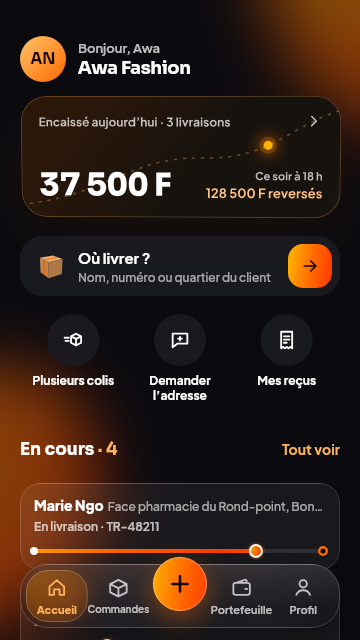 AN
Bonjour, Awa
Awa Fashion
Encaissé aujourd’hui · 3 livraisons
37 500 F
Ce soir à 18 h
128 500 F reversés
Où livrer ?
Nom, numéro ou quartier du client
Plusieurs colis
Demander
l’adresse
Mes reçus
En cours · 4
Tout voir
Marie Ngo Face pharmacie du Rond-point, Bon...
En livraison · TR-48211
Accueil
Commandes
Portefeuille
Profil